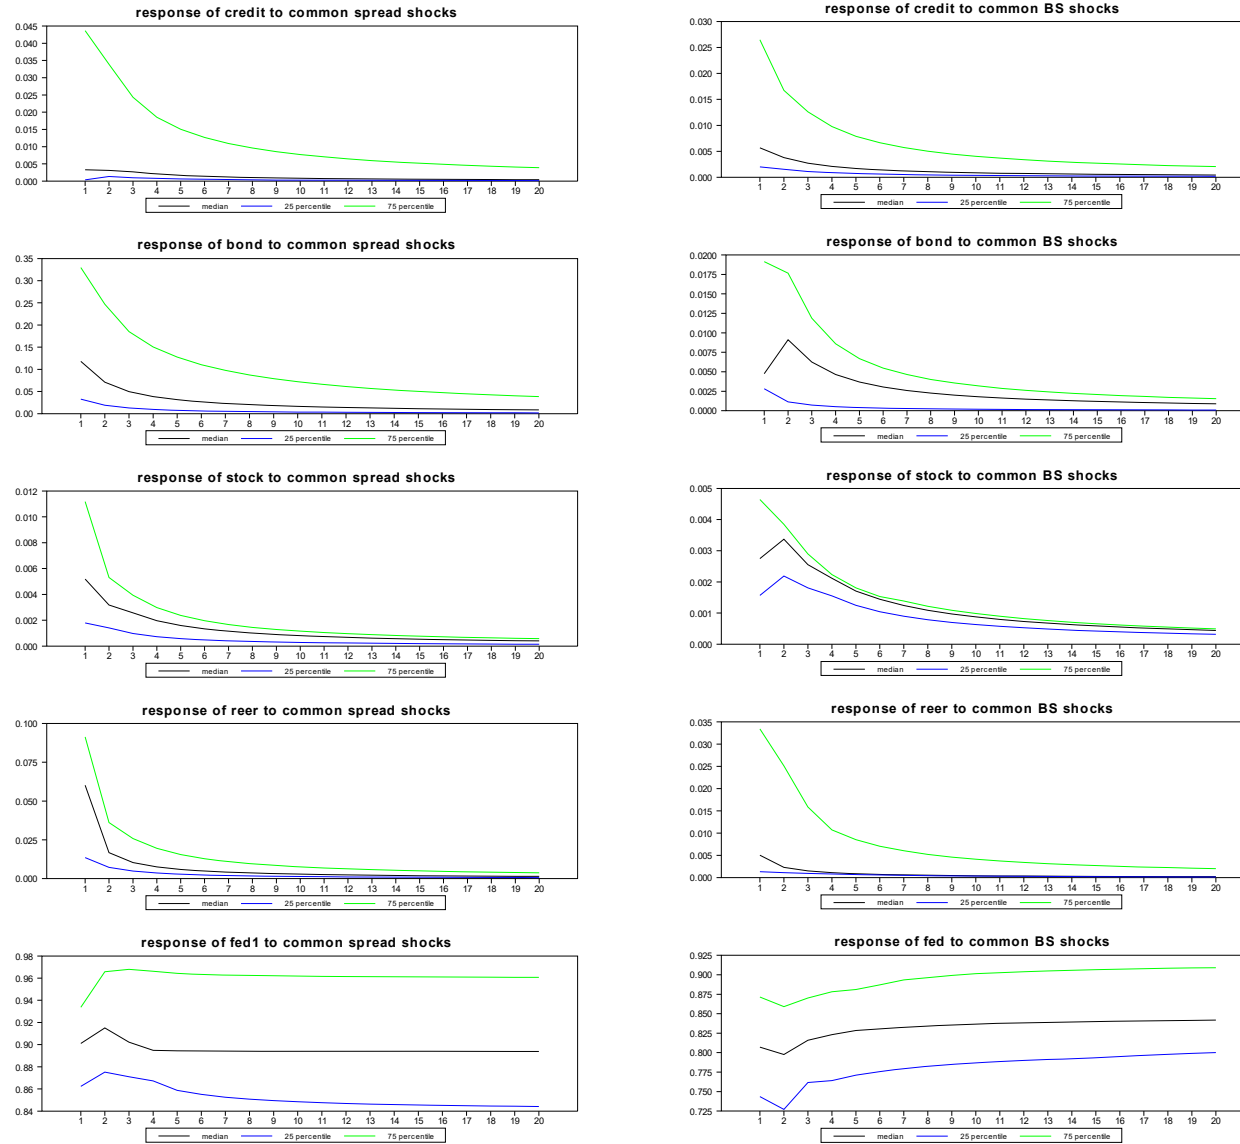 response of credit to common spread shocks
0.045
0.040
0.035
0.030
0.025
0.020
0.015
0.010
0.005
0.000
1 2 3 4 5 6 7 8 9 10 11 12 13 14 15 16 17 18 19 20
median 25 percentile 75 percentile
response of credit to common BS shocks
0.030
0.025
0.020
0.015
0.010
0.005
0.000
1 2 3 4 5 6 7 8 9 10 11 12 13 14 15 16 17 18 19 20
median 25 percentile 75 percentile
response of bond to common spread shocks
0.35
0.30
0.25
0.20
0.15
0.10
0.05
0.00
1 2 3 4 5 6 7 8 9 10 11 12 13 14 15 16 17 18 19 20
median 25 percentile 75 percentile
response of bond to common BS shocks
0.0200
0.0175
0.0150
0.0125
0.0100
0.0075
0.0050
0.0025
0.0000
1 2 3 4 5 6 7 8 9 10 11 12 13 14 15 16 17 18 19 20
median 25 percentile 75 percentile
response of stock to common spread shocks
0.012
0.010
0.008
0.006
0.004
0.002
0.000
1 2 3 4 5 6 7 8 9 10 11 12 13 14 15 16 17 18 19 20
median 25 percentile 75 percentile
response of stock to common BS shocks
0.005
0.004
0.003
0.002
0.001
0.000
1 2 3 4 5 6 7 8 9 10 11 12 13 14 15 16 17 18 19 20
median 25 percentile 75 percentile
response of reer to common spread shocks
0.100
0.075
0.050
0.025
0.000
1 2 3 4 5 6 7 8 9 10 11 12 13 14 15 16 17 18 19 20
median 25 percentile 75 percentile
response of reer to common BS shocks
0.035
0.030
0.025
0.020
0.015
0.010
0.005
0.000
1 2 3 4 5 6 7 8 9 10 11 12 13 14 15 16 17 18 19 20
median 25 percentile 75 percentile
response of fed1 to common spread shocks
0.98
0.96
0.94
0.92
0.90
0.88
0.86
0.84
1 2 3 4 5 6 7 8 9 10 11 12 13 14 15 16 17 18 19 20
median 25 percentile 75 percentile
response of fed to common BS shocks
0.925
0.900
0.875
0.850
0.825
0.800
0.775
0.750
0.725
1 2 3 4 5 6 7 8 9 10 11 12 13 14 15 16 17 18 19 20
median 25 percentile 75 percentile